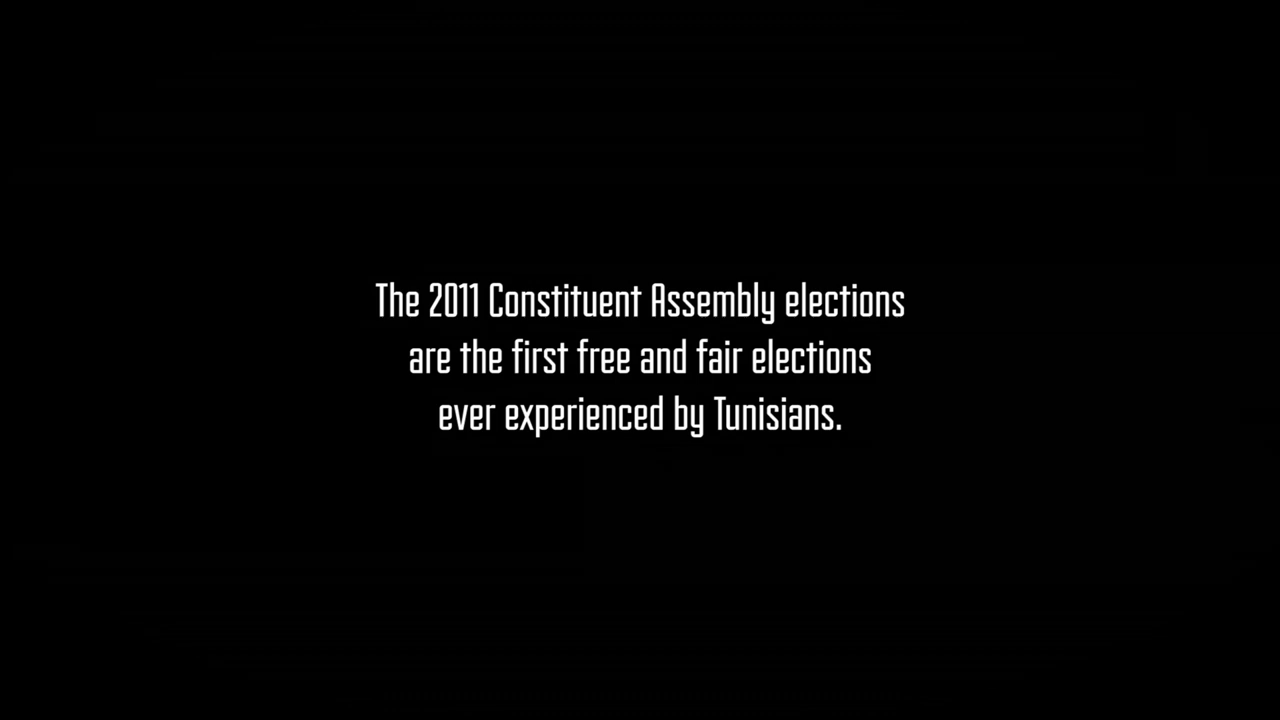 The 2011 Constituent Assembly elections
are the first free and fair elections
ever experienced by Tunisians.